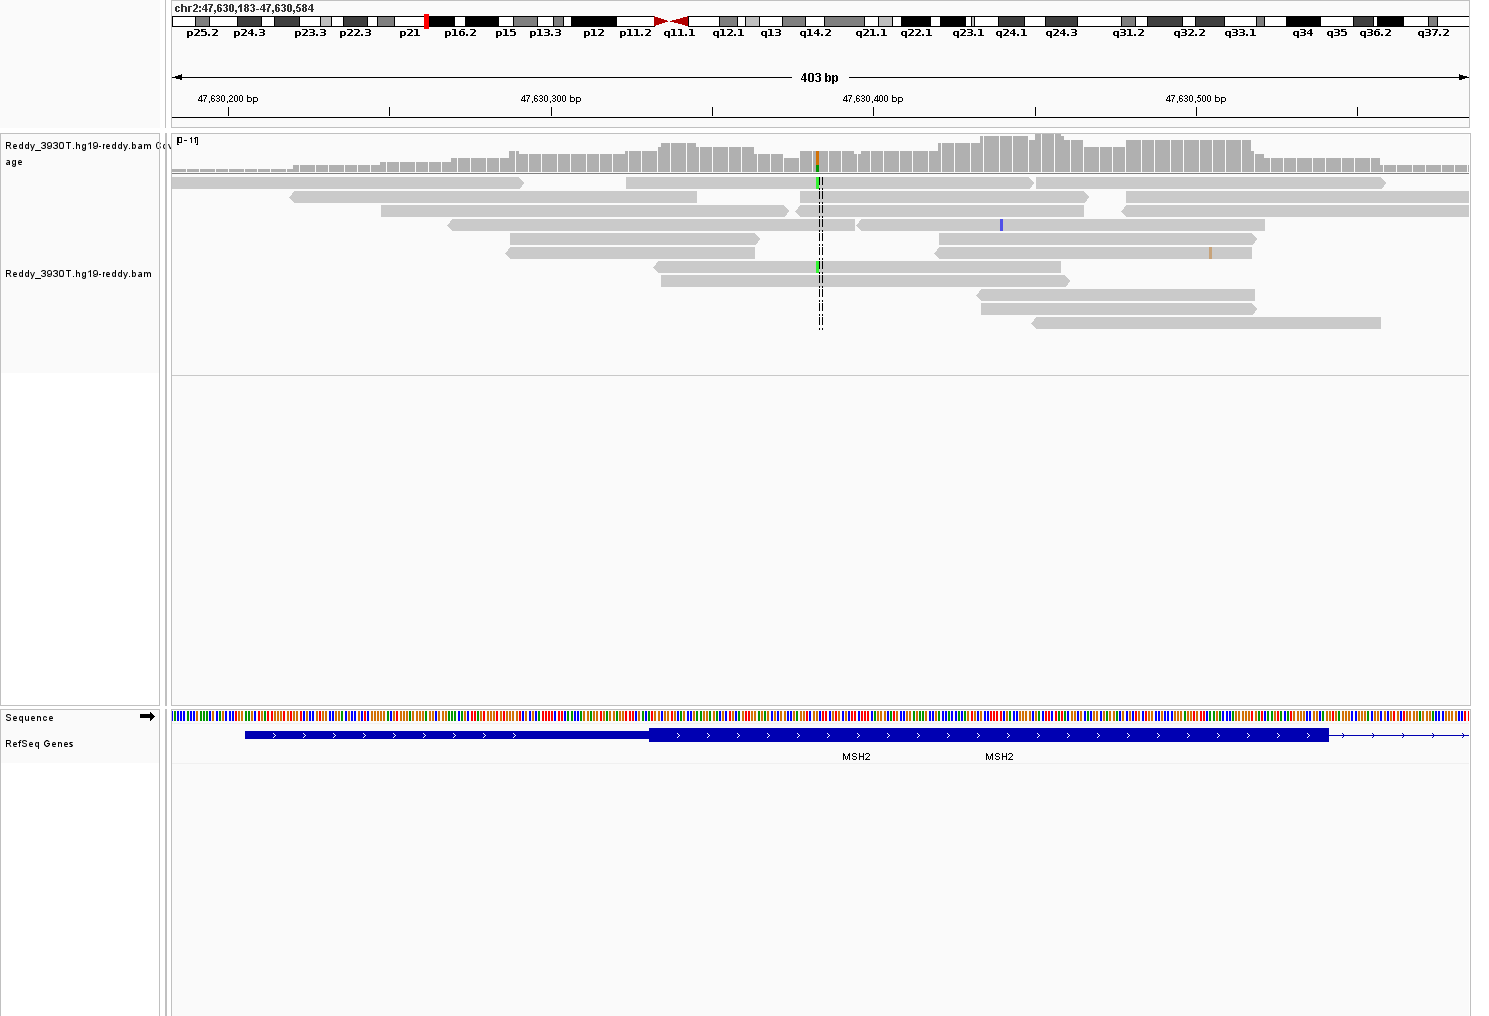 chr2:47,630,183-47,630,584
p25.2 p24.3 p23.3 p22.3 p21 p16.2 p15 p13.3 p12 p11.2 q11.1 q12.1 q13 q14.2 q21.1 q22.1 q23.1 q24.1 q24.3 q31.2 q32.2 q33.1 q34 q35 q36.2 q37.2
403 bp
47,630,200 bp 47,630,300 bp 47,630,400 bp 47,630,500 bp
Reddy_3930T.hg19-reddy.bam Cov
age
[0 - 11]
Reddy_3930T.hg19-reddy.bam
Sequence
RefSeq Genes
MSH2 MSH2